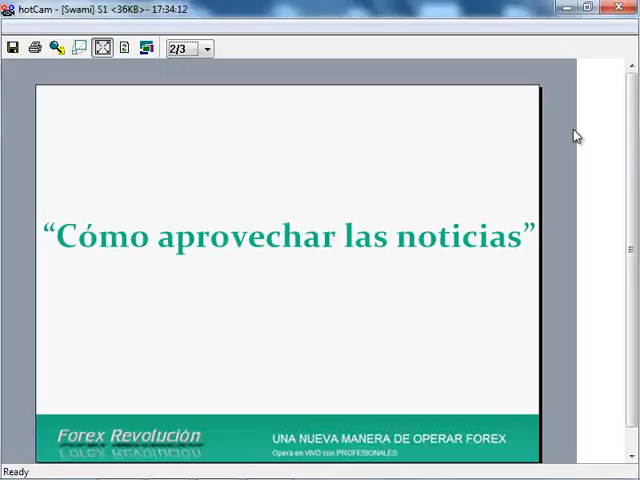 hotCam - [Swami] S1 <36KB>- 17:34:12
2
2/3
“Cómo aprovechar las noticias”
Forex Revolución
UNA NUEVA MANERA DE OPERAR FOREX
Opera en VIVO con PROFESIONALES
Ready